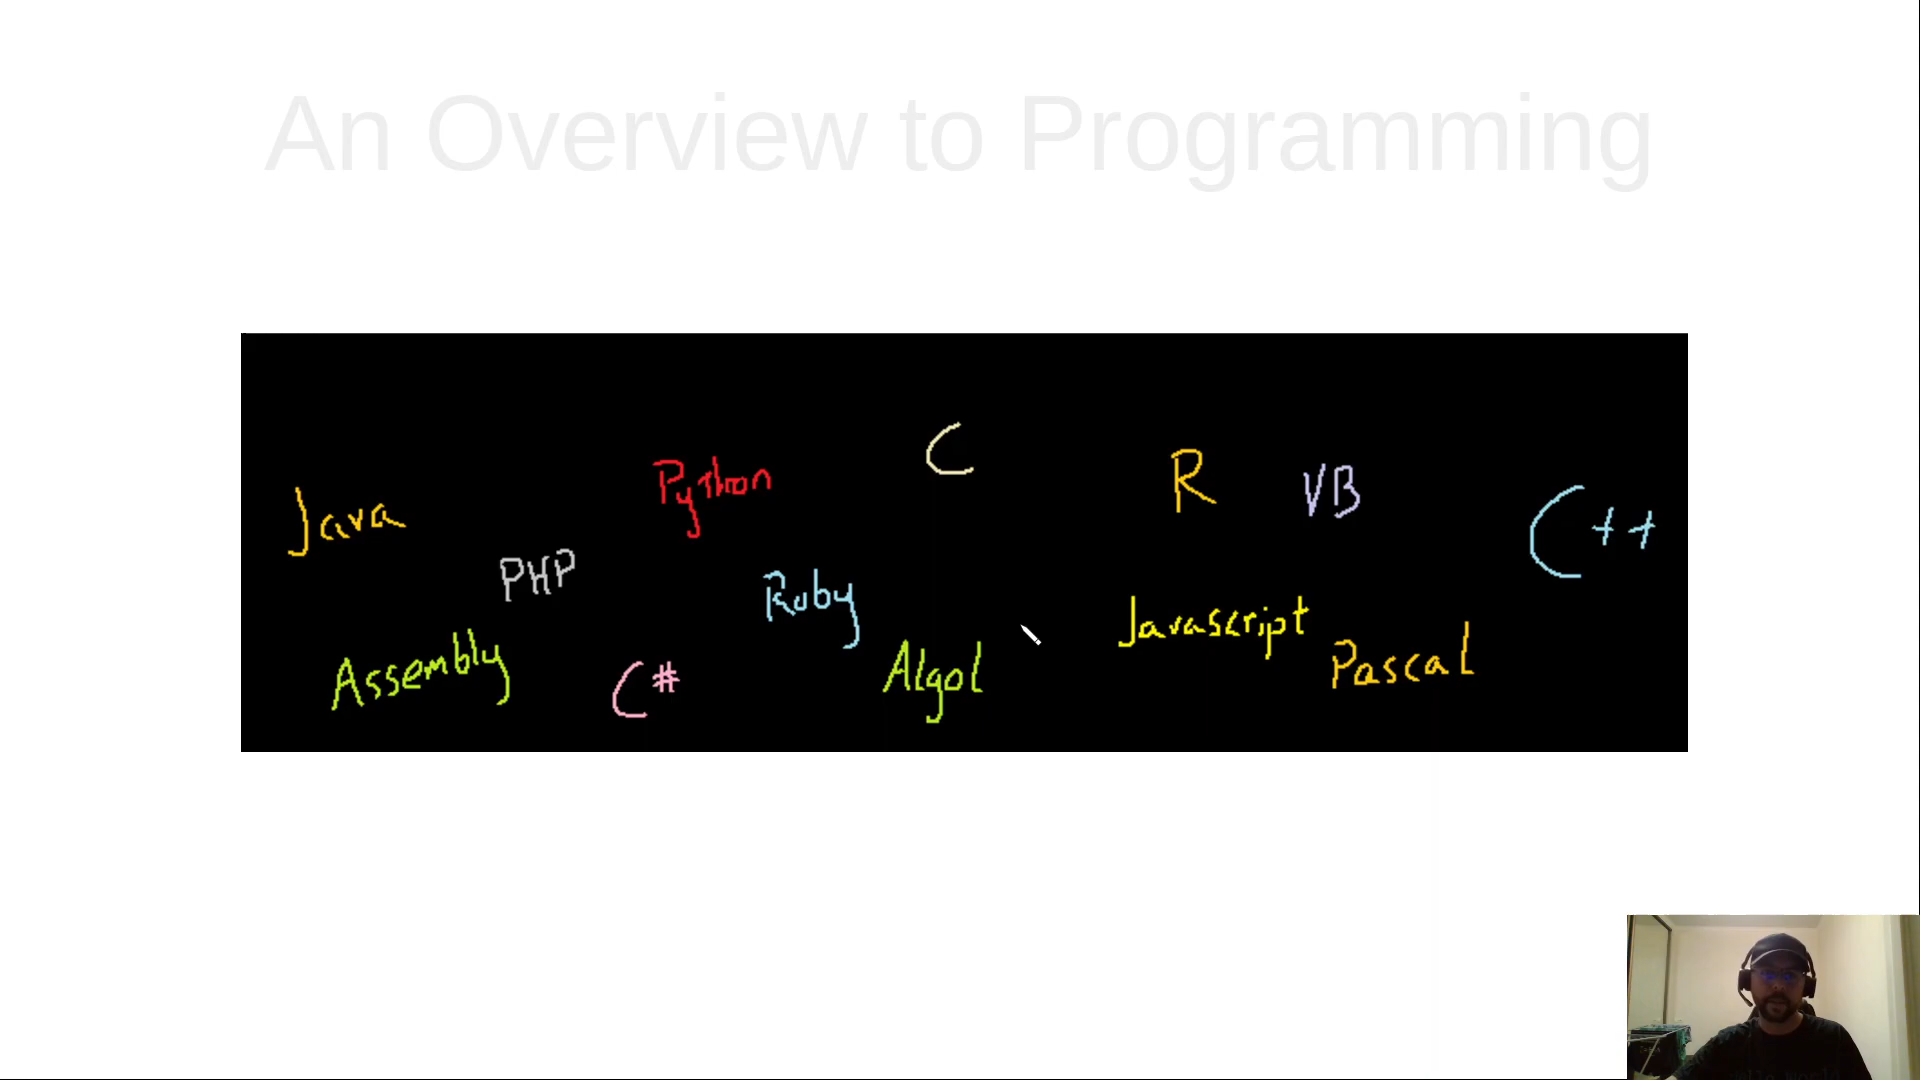 An Overview to Programming
C
Python
R
VB
Java
C++
PHP
Ruby
Javascript
Assembly
C#
Algol
Pascal